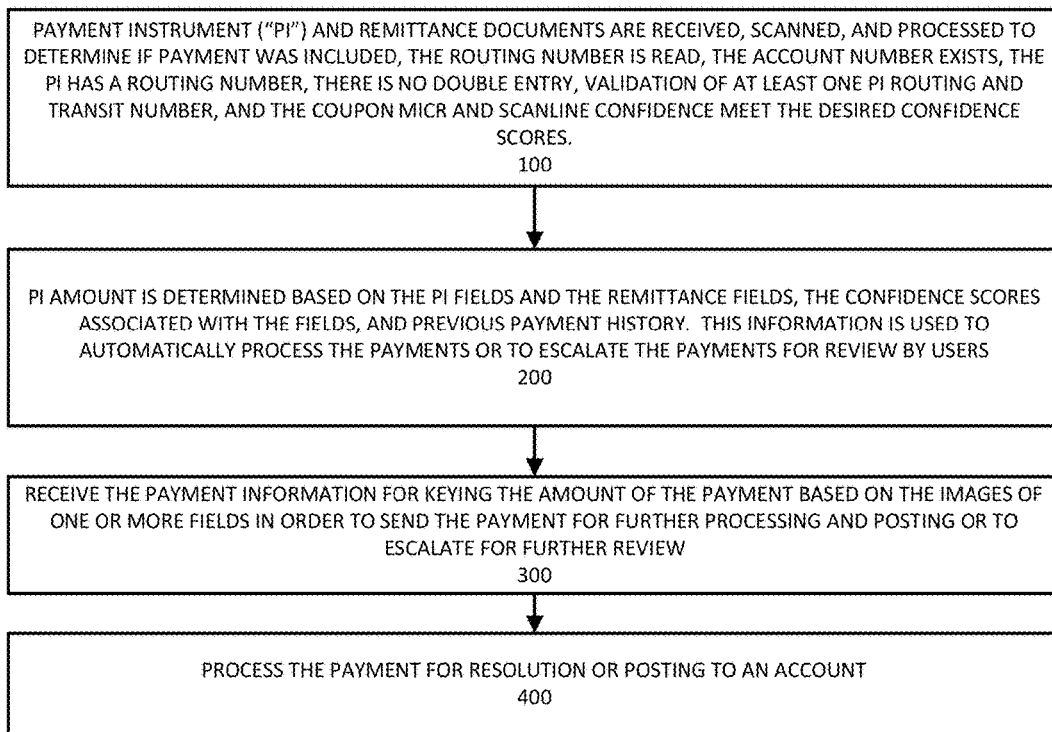 PAYMENT INSTRUMENT (“PI”) AND REMITTANCE DOCUMENTS ARE RECEIVED, SCANNED, AND PROCESSED TO
DETERMINE IF PAYMENT WAS INCLUDED, THE ROUTING NUMBER IS READ, THE ACCOUNT NUMBER EXISTS, THE
PI HAS A ROUTING NUMBER, THERE IS NO DOUBLE ENTRY, VALIDATION OF AT LEAST ONE PI ROUTING AND
TRANSIT NUMBER, AND THE COUPON MICR AND SCANLINE CONFIDENCE MEET THE DESIRED CONFIDENCE
SCORES.
100
PI AMOUNT IS DETERMINED BASED ON THE PI FIELDS AND THE REMITTANCE FIELDS, THE CONFIDENCE SCORES
ASSOCIATED WITH THE FIELDS, AND PREVIOUS PAYMENT HISTORY. THIS INFORMATION IS USED TO
AUTOMATICALLY PROCESS THE PAYMENTS OR TO ESCALATE THE PAYMENTS FOR REVIEW BY USERS
200
RECEIVE THE PAYMENT INFORMATION FOR KEYING THE AMOUNT OF THE PAYMENT BASED ON THE IMAGES OF
ONE OR MORE FIELDS IN ORDER TO SEND THE PAYMENT FOR FURTHER PROCESSING AND POSTING OR TO
ESCALATE FOR FURTHER REVIEW
300
PROCESS THE PAYMENT FOR RESOLUTION OR POSTING TO AN ACCOUNT
400